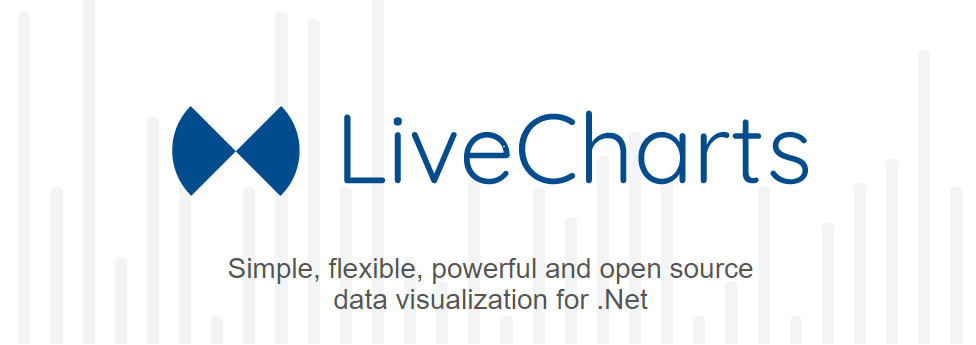 LiveCharts
Simple, flexible, powerful and open source
data visualization for .Net